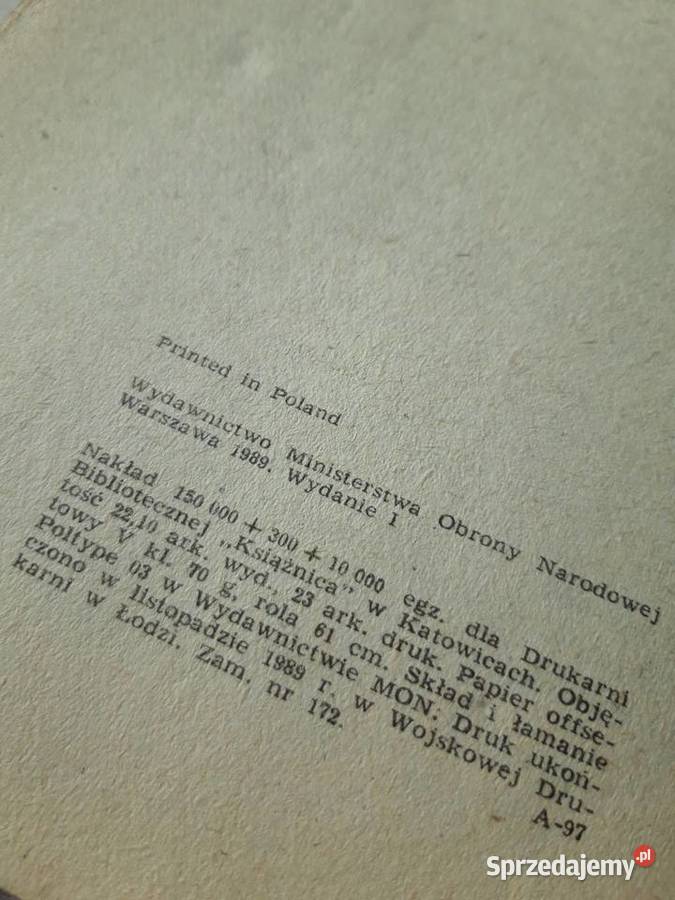 Printed in Poland
Wydawnictwo Ministerstwa Obrony Narodowej
Warszawa 1989. Wydanie I
Nakład 150 000 + 300 + 10 000 egz. dla Drukarni
Bibliotecznej „Książnica" w Katowicach. Obję-
tość 22,10 ark. wyd., 23 ark. druk. Papier offse-
towy V kl. 70 g, rola 61 cm. Skład i łamanie
Poltype 03 w Wydawnictwie MON: Druk ukoń-
czono w listopadzie 1989 r. w Wojskowej Dru-
karni w Łodzi. Zam. nr 172.
A-97
Sprzedajemy.pl